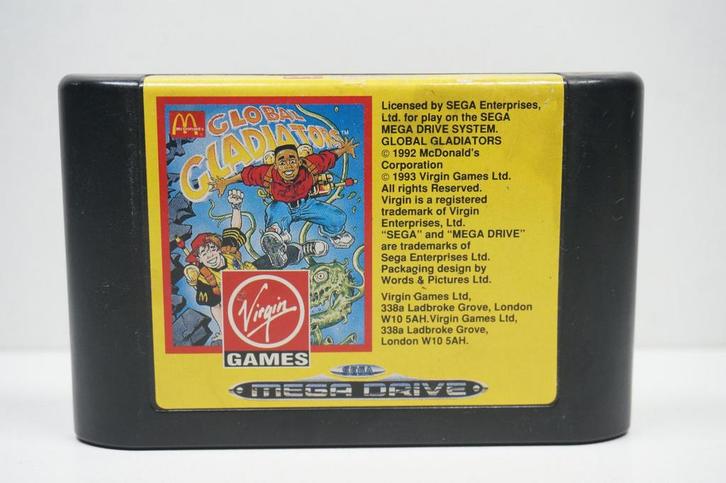 McDonald's
GLOBAL
GLADIATORS™
Virgin
GAMES
Licensed by SEGA Enterprises,
Ltd. for play on the SEGA
MEGA DRIVE SYSTEM.
GLOBAL GLADIATORS
© 1992 McDonald's
Corporation
© 1993 Virgin Games Ltd.
All rights Reserved.
Virgin is a registered
trademark of Virgin
Enterprises, Ltd.
"SEGA" and "MEGA DRIVE"
are trademarks of
Sega Enterprises Ltd.
Packaging design by
Words & Pictures Ltd.
Virgin Games Ltd,
338a Ladbroke Grove, London
W10 5AH.Virgin Games Ltd,
338a Ladbroke Grove,
London W10 5AH.
SEGA
MEGA DRIVE